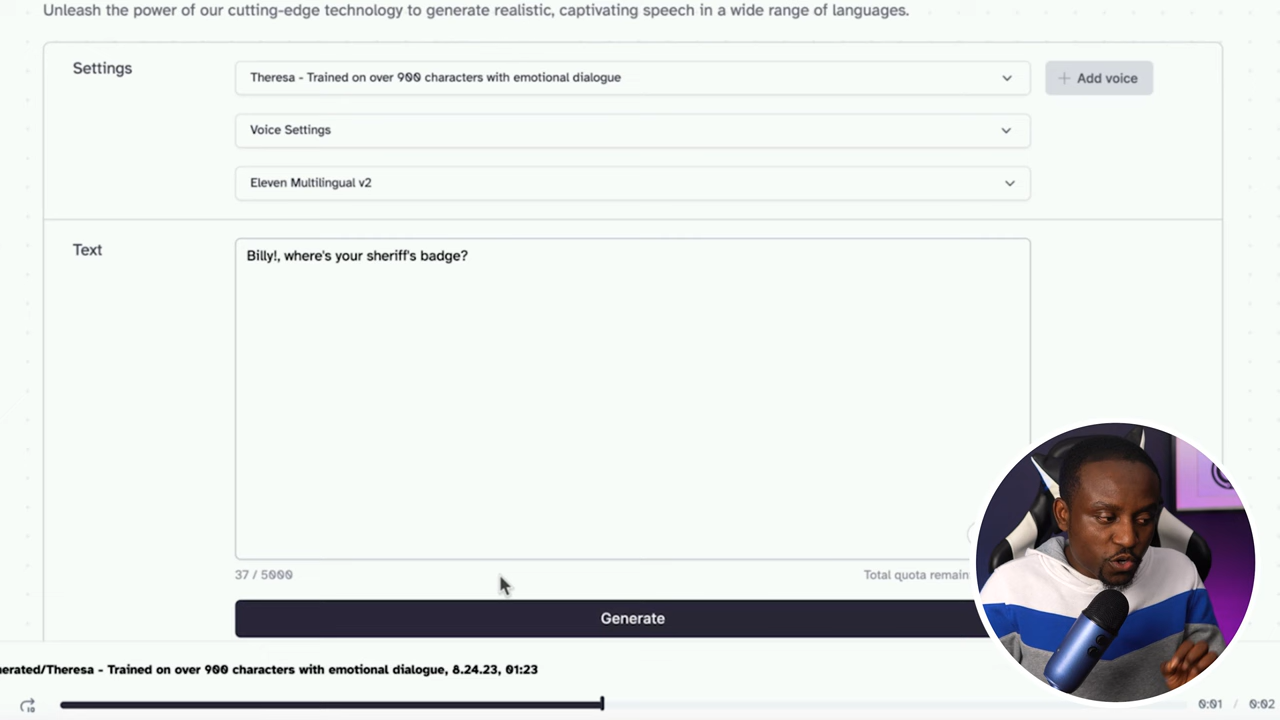 Unleash the power of our cutting-edge technology to generate realistic, captivating speech in a wide range of languages.
Settings
Theresa - Trained on over 900 characters with emotional dialogue
+ Add voice
Voice Settings
Eleven Multilingual v2
Text
Billy!, where's your sheriff's badge?
37 / 5000
Total quota remain
Generate
nerated/Theresa - Trained on over 900 characters with emotional dialogue, 8.24.23, 01:23
10
0:01 / 0:02